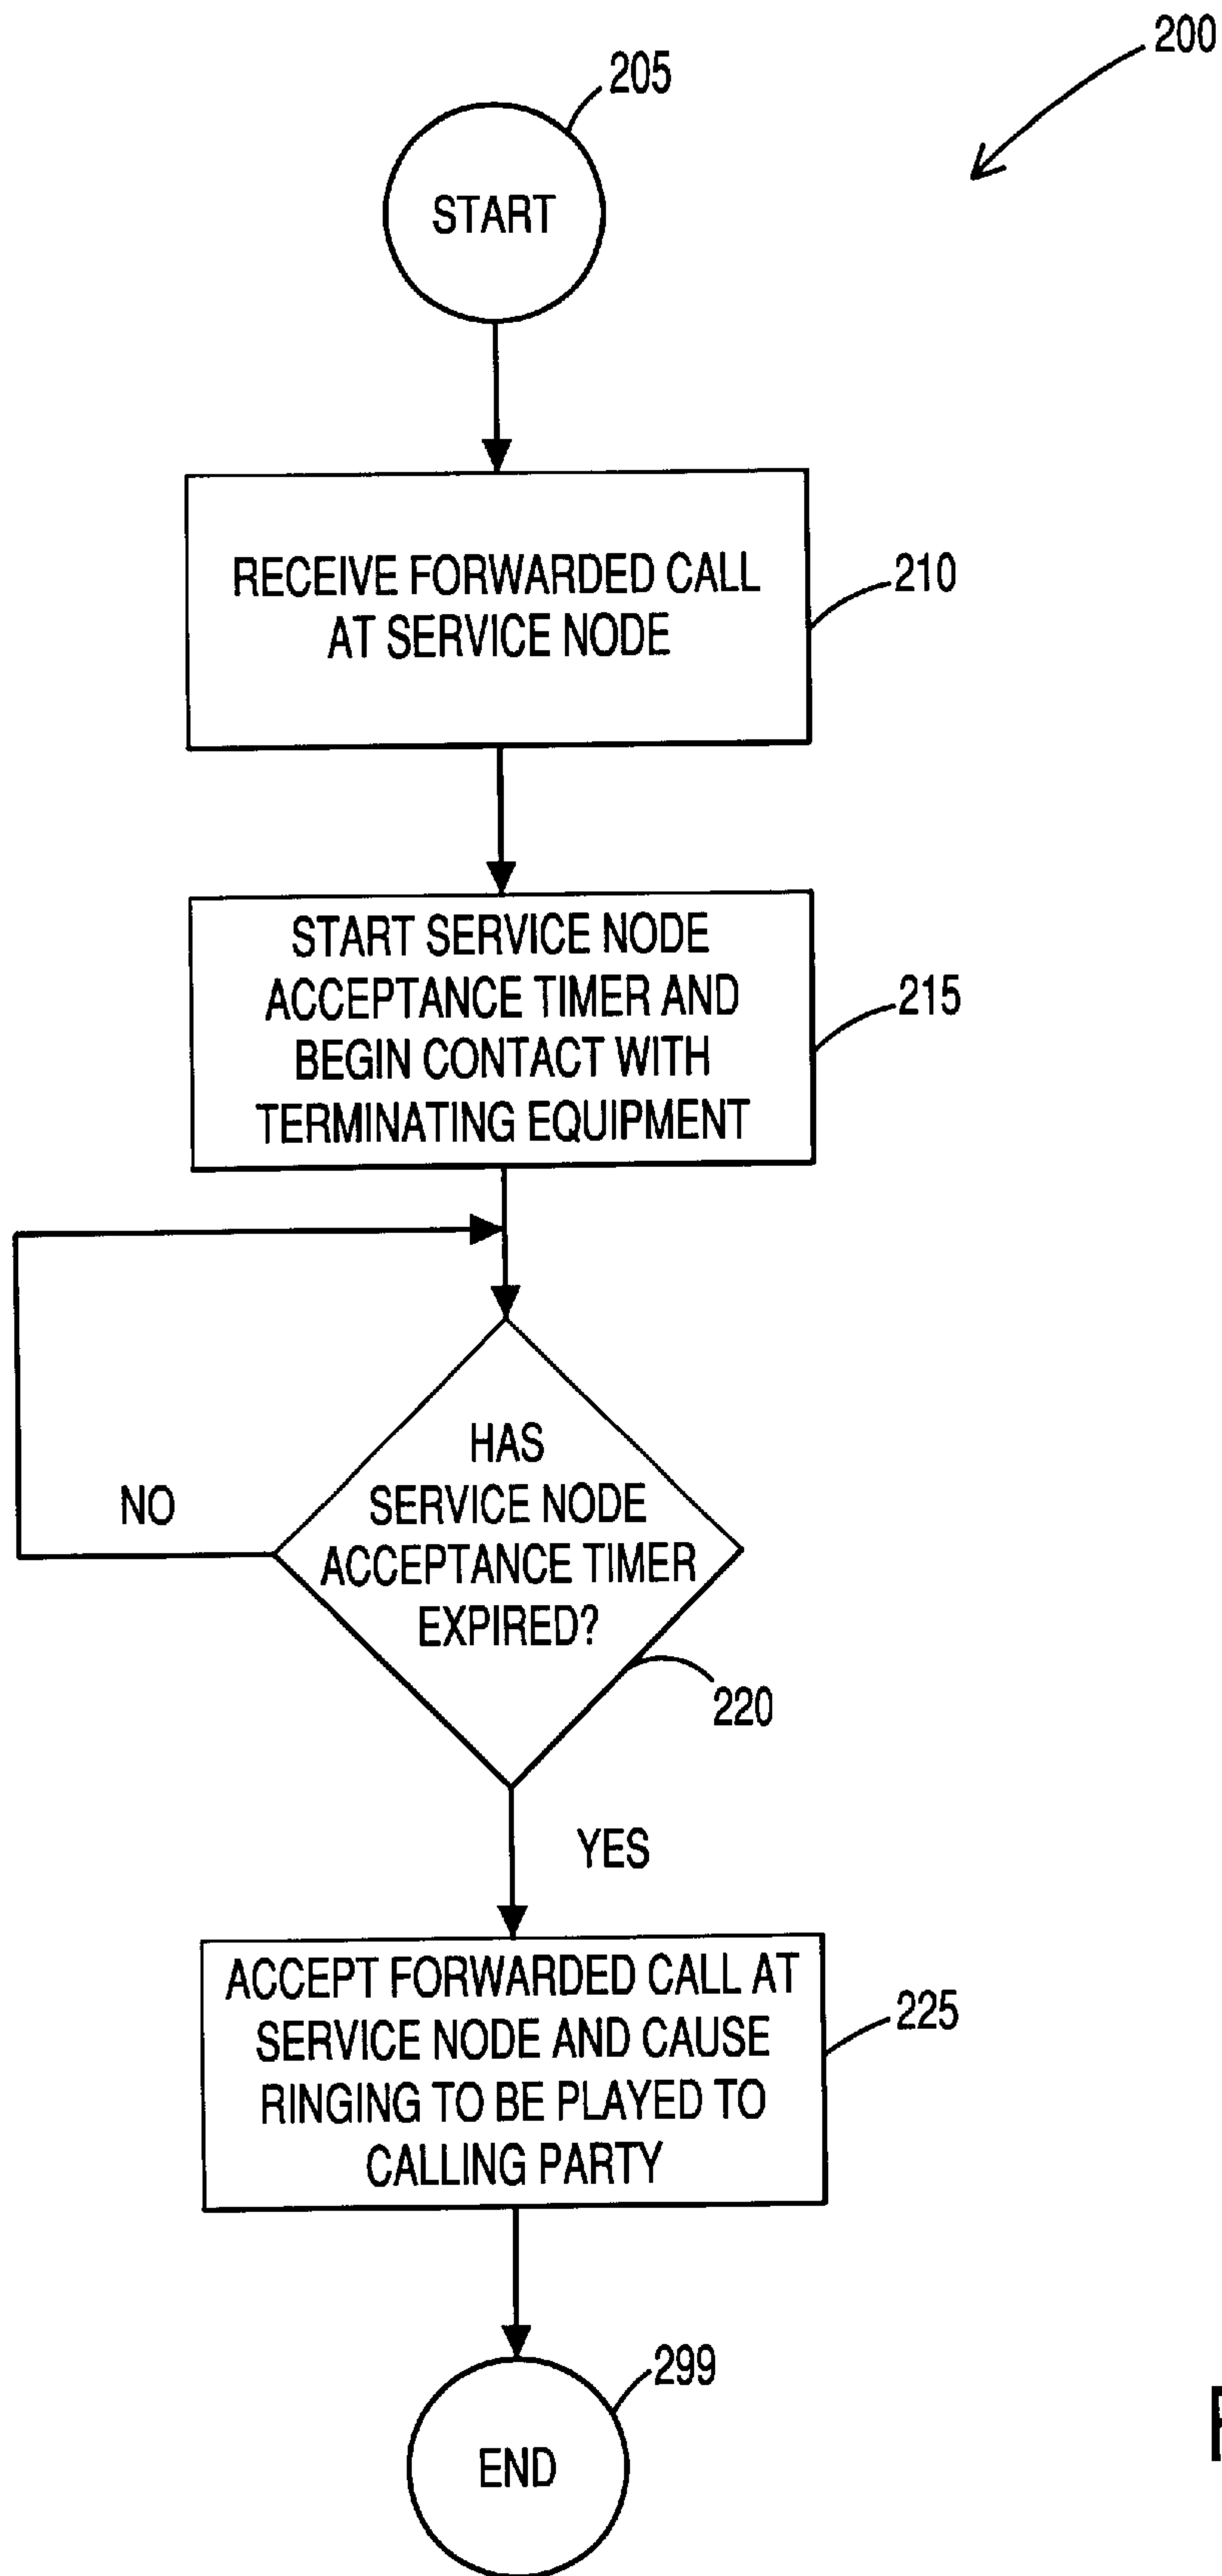 200
205
START
RECEIVE FORWARDED CALL
AT SERVICE NODE
210
START SERVICE NODE
ACCEPTANCE TIMER AND
BEGIN CONTACT WITH
TERMINATING EQUIPMENT
215
HAS
SERVICE NODE
ACCEPTANCE TIMER
EXPIRED?
NO
220
YES
ACCEPT FORWARDED CALL AT
SERVICE NODE AND CAUSE
RINGING TO BE PLAYED TO
CALLING PARTY
225
299
END